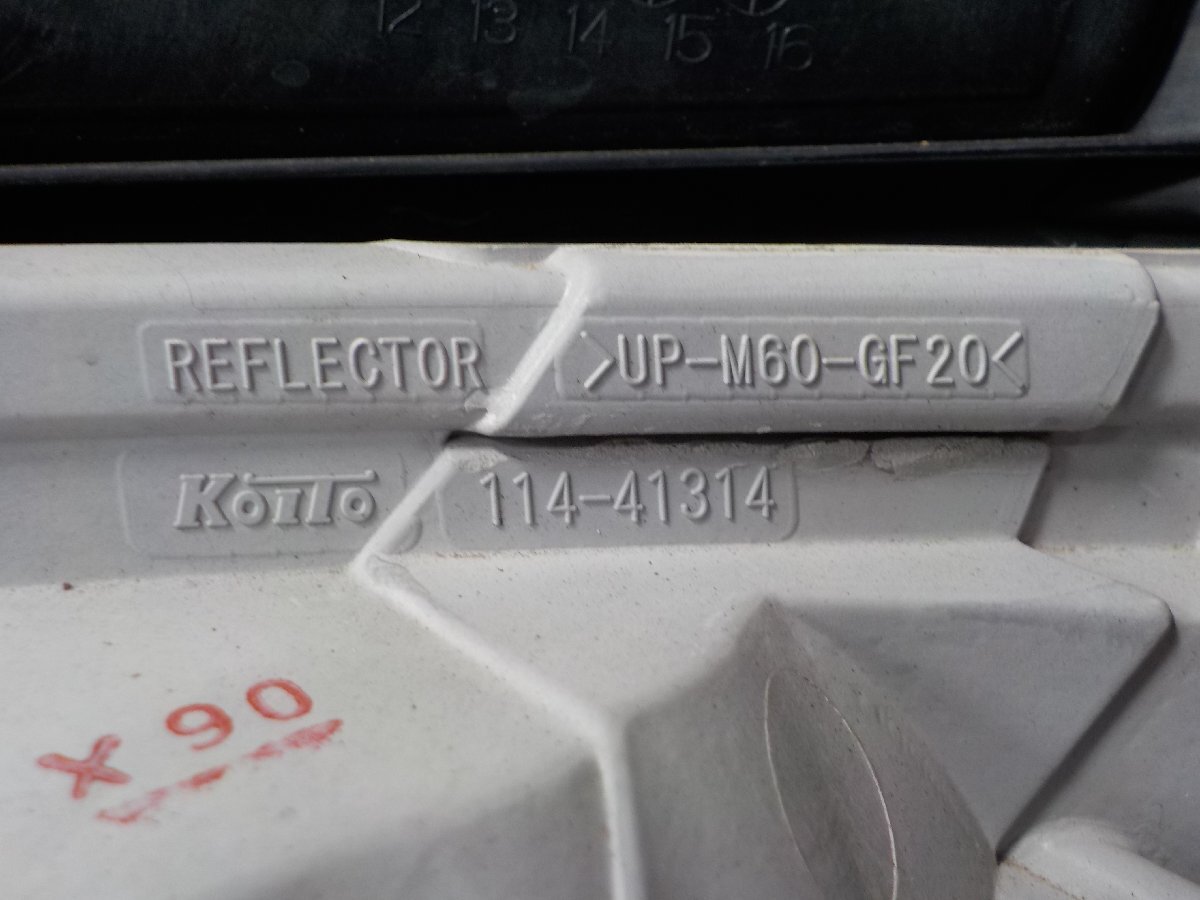 12 13 14 15 16
REFLECTOR >UP-M60-GF20<
KOITO 114-41314
X 90